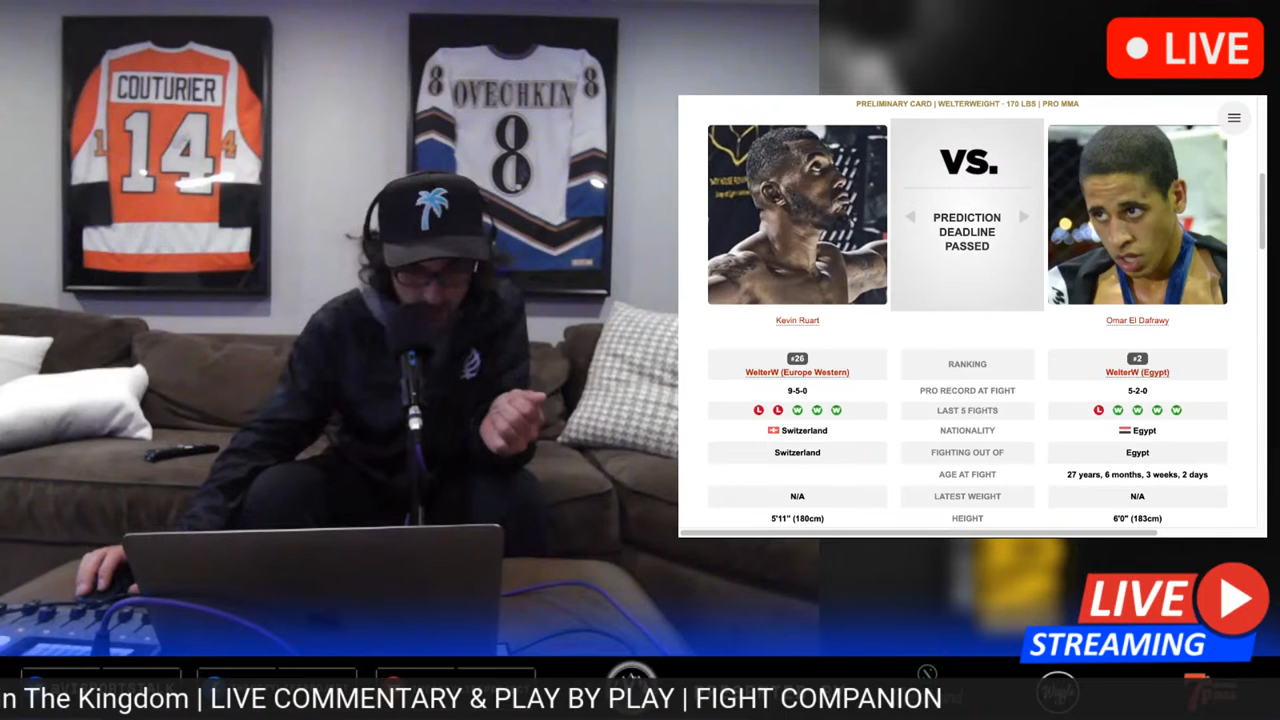 COUTURIER
14
1
4
8
8
OVECHKIN
8
LIVE
PRELIMINARY CARD | WELTERWEIGHT · 170 LBS | PRO MMA
VS.
PREDICTION
DEADLINE
PASSED
Kevin Ruart
Omar El Dafrawy
#26
RANKING
#2
WelterW (Europe Western)
WelterW (Egypt)
9-5-0
PRO RECORD AT FIGHT
5-2-0
L L W W W
LAST 5 FIGHTS
L W W W W
Switzerland
NATIONALITY
Egypt
Switzerland
FIGHTING OUT OF
Egypt
AGE AT FIGHT
27 years, 6 months, 3 weeks, 2 days
N/A
LATEST WEIGHT
N/A
5'11" (180cm)
HEIGHT
6'0" (183cm)
LIVE
STREAMING
n The Kingdom | LIVE COMMENTARY & PLAY BY PLAY | FIGHT COMPANION